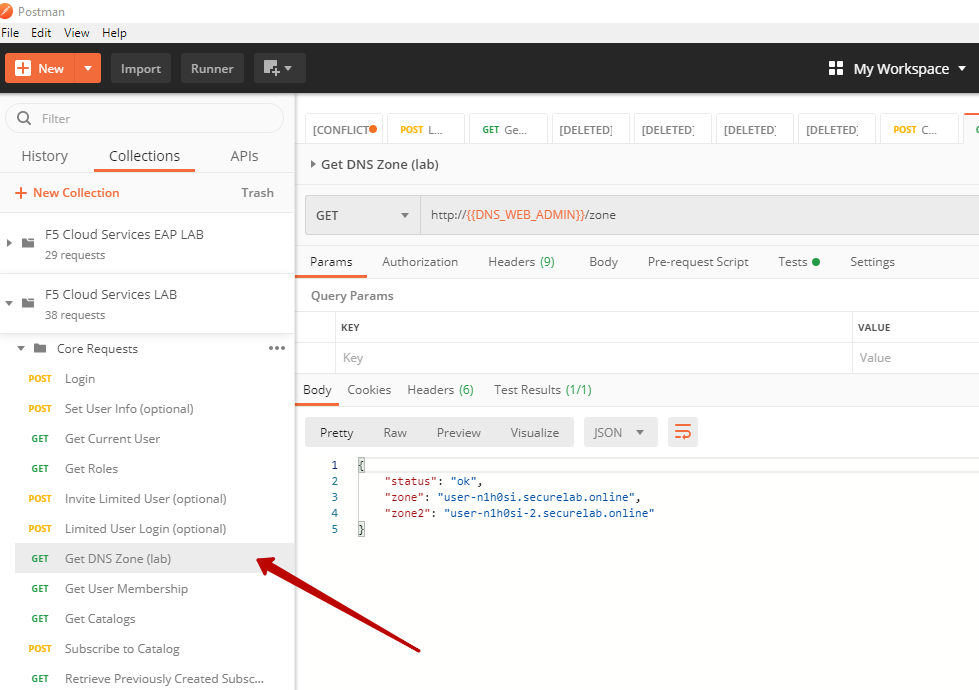 Postman
File Edit View Help
New Import Runner My Workspace
Filter
History Collections APIs
+ New Collection Trash
F5 Cloud Services EAP LAB
29 requests
F5 Cloud Services LAB
38 requests
Core Requests
POST Login
POST Set User Info (optional)
GET Get Current User
GET Get Roles
POST Invite Limited User (optional)
POST Limited User Login (optional)
GET Get DNS Zone (lab)
GET Get User Membership
GET Get Catalogs
POST Subscribe to Catalog
GET Retrieve Previously Created Subsc...
[CONFLICT POST L... GET Ge... [DELETED] [DELETED] [DELETED] [DELETED] POST C...
Get DNS Zone (lab)
GET http://{{DNS_WEB_ADMIN}}/zone
Params Authorization Headers (9) Body Pre-request Script Tests Settings
Query Params
KEY VALUE
Key Value
Body Cookies Headers (6) Test Results (1/1)
Pretty Raw Preview Visualize JSON
1 {
2 "status": "ok",
3 "zone": "user-n1h0si.securelab.online",
4 "zone2": "user-n1h0si-2.securelab.online"
5 }